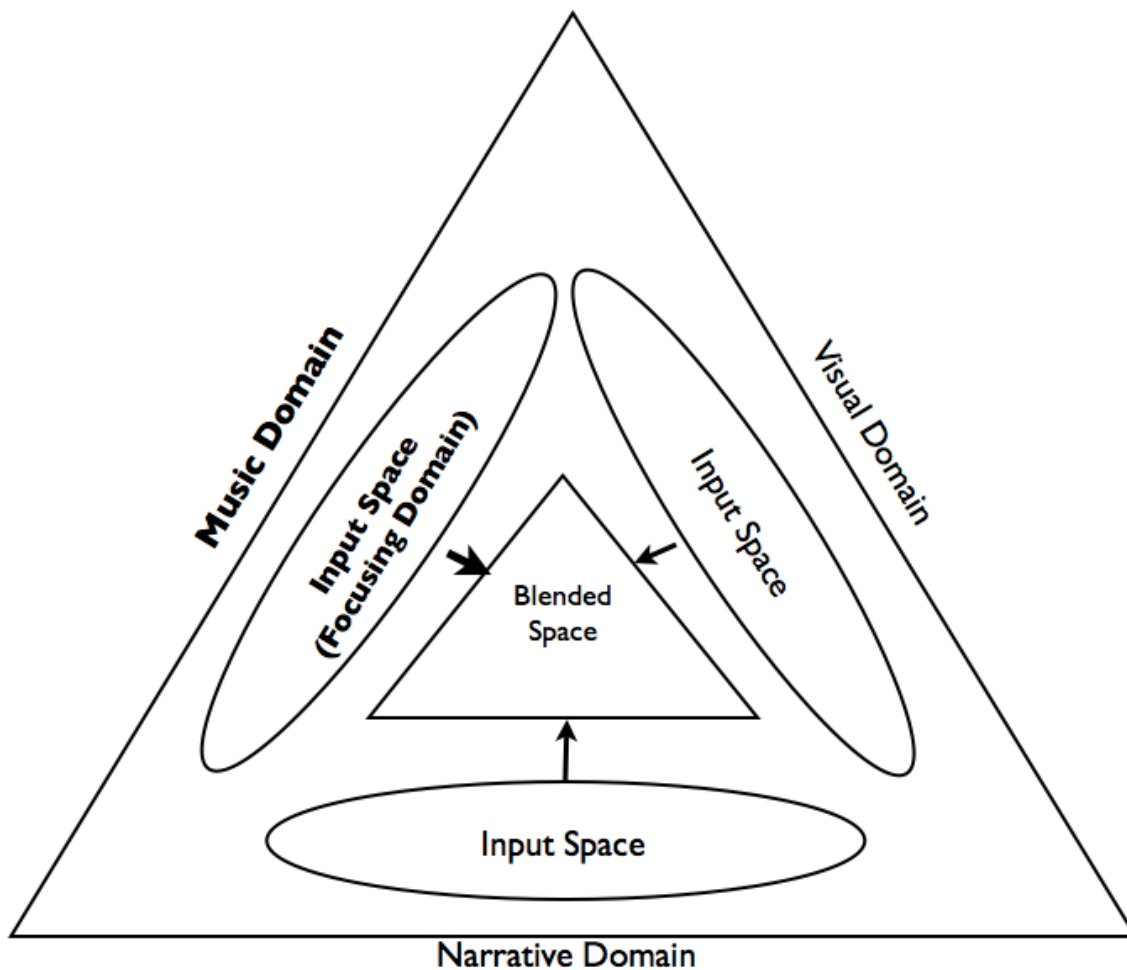 Music Domain
Visual Domain
Input Space
(Focusing Domain)
Input Space
Blended
Space
Input Space
Narrative Domain